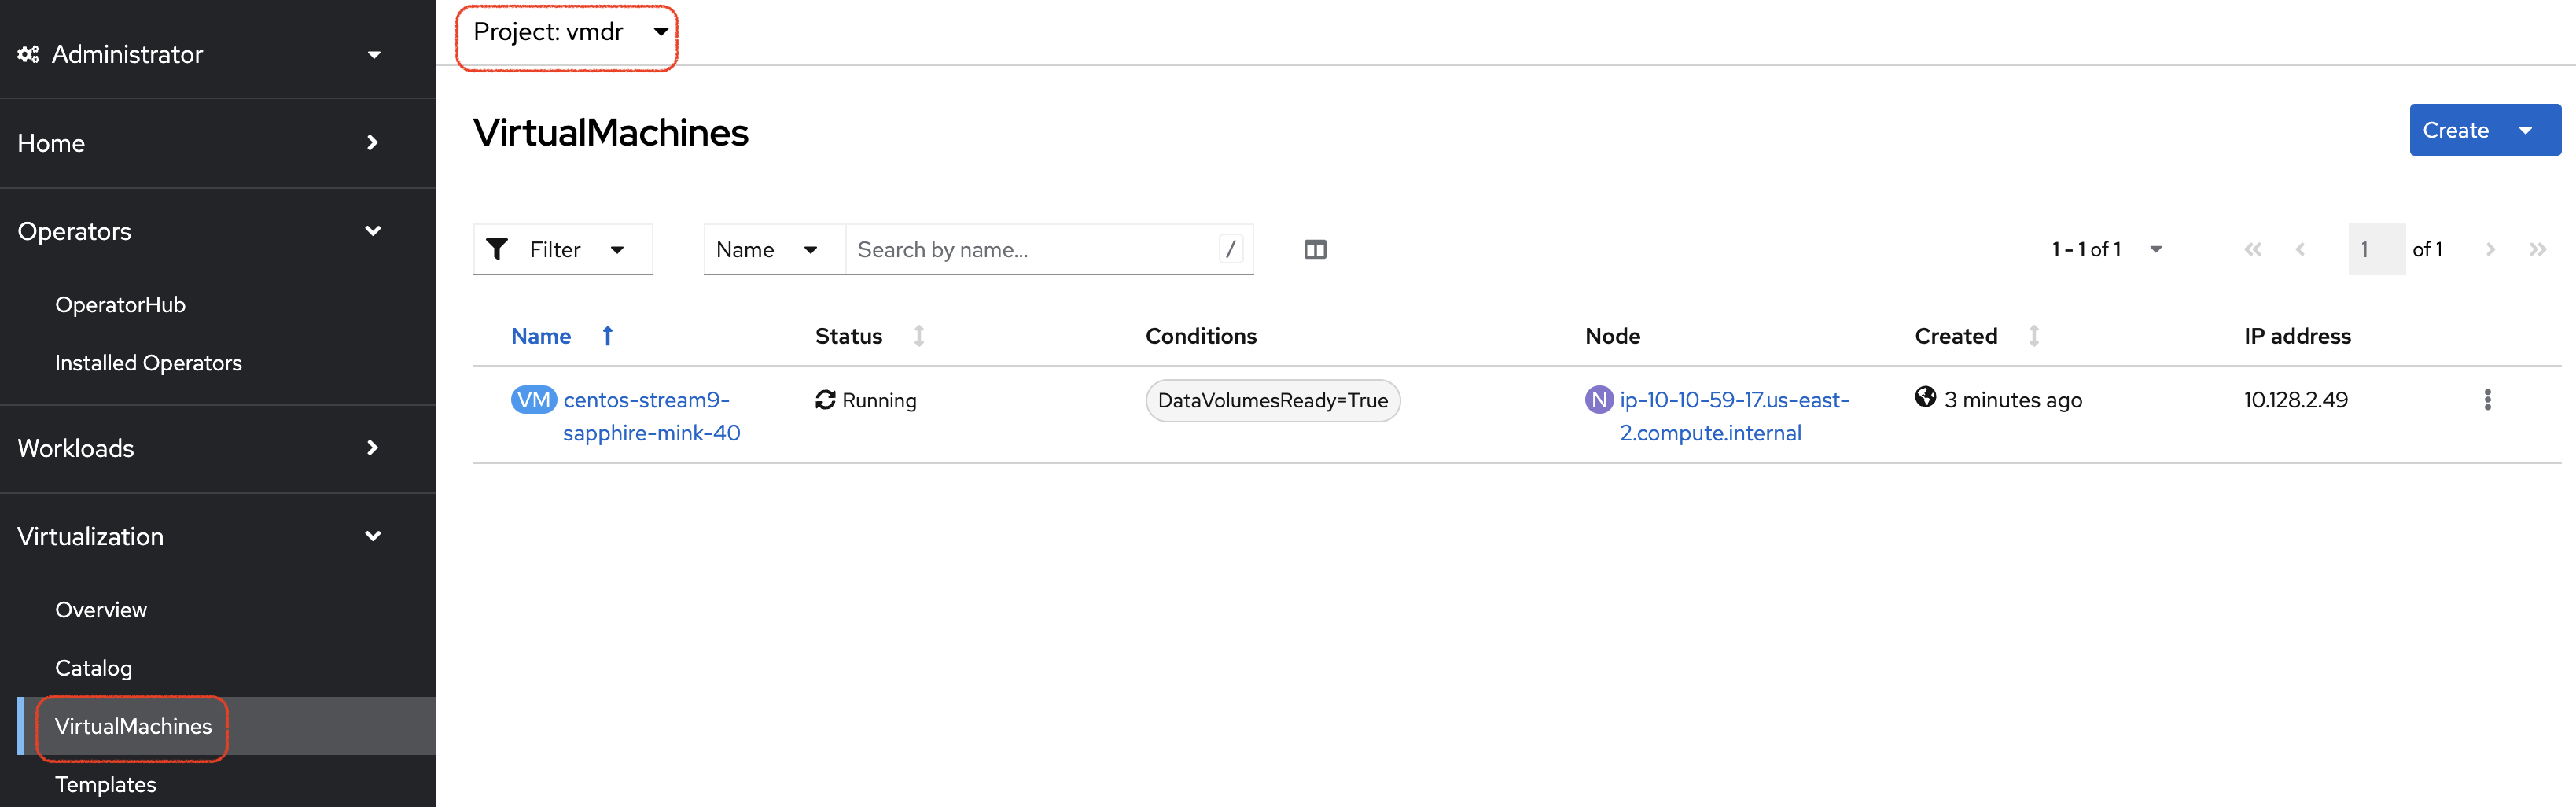 Administrator
Home
Operators
OperatorHub
Installed Operators
Workloads
Virtualization
Overview
Catalog
VirtualMachines
Templates
Project: vmdr
VirtualMachines
Create
Filter
Name
Search by name...
/
1 - 1 of 1
1 of 1
Name Status Conditions Node Created IP address
VM centos-stream9- Running DataVolumesReady=True N ip-10-10-59-17.us-east- 3 minutes ago 10.128.2.49
sapphire-mink-40 2.compute.internal